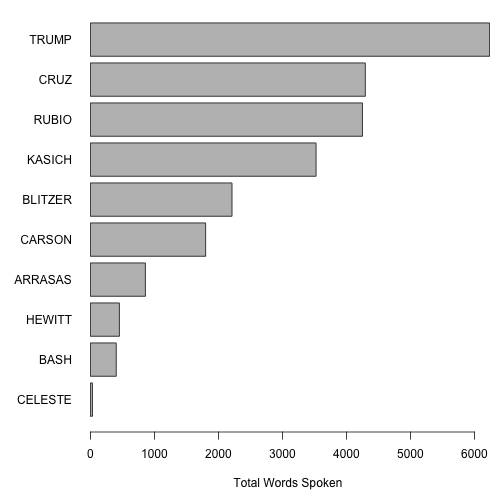 TRUMP
CRUZ
RUBIO
KASICH
BLITZER
CARSON
ARRASAS
HEWITT
BASH
CELESTE
0 1000 2000 3000 4000 5000 6000
Total Words Spoken